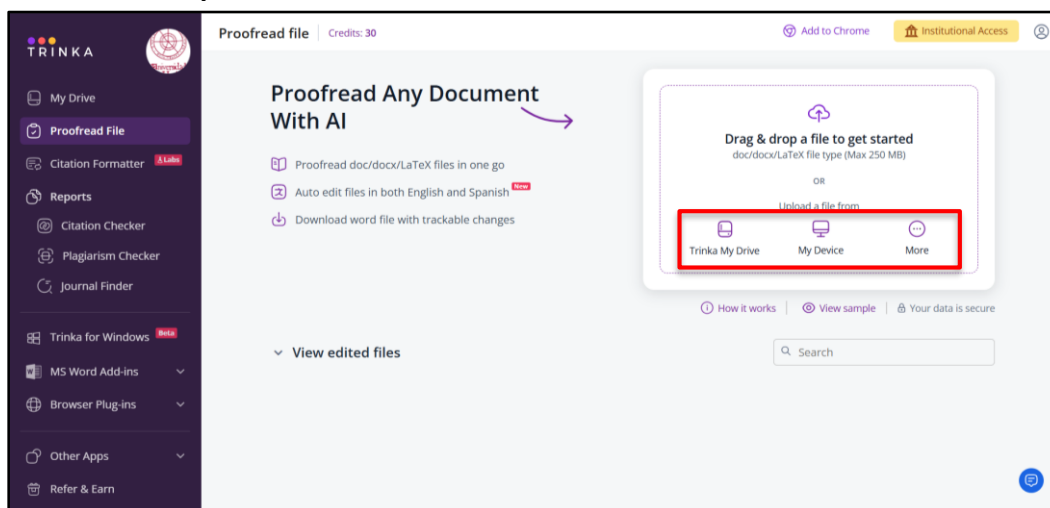 TRINKA
My Drive
Proofread File
Citation Formatter Labs
Reports
Citation Checker
Plagiarism Checker
Journal Finder
Trinka for Windows Beta
MS Word Add-ins
Browser Plug-ins
Other Apps
Refer & Earn
Proofread file Credits: 30
Add to Chrome
Institutional Access
Proofread Any Document
With AI
Proofread doc/docx/LaTeX files in one go
Auto edit files in both English and Spanish New
Download word file with trackable changes
Drag & drop a file to get started
doc/docx/LaTeX file type (Max 250 MB)
OR
Upload a file from
Trinka My Drive
My Device
More
How it works
View sample
Your data is secure
View edited files
Search